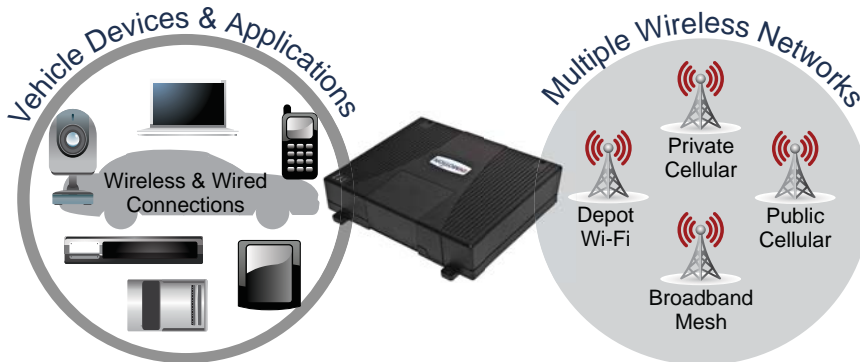 Vehicle Devices & Applications
Multiple Wireless Networks
Wireless & Wired
Connections
Private
Cellular
Depot
Wi-Fi
Public
Cellular
Broadband
Mesh